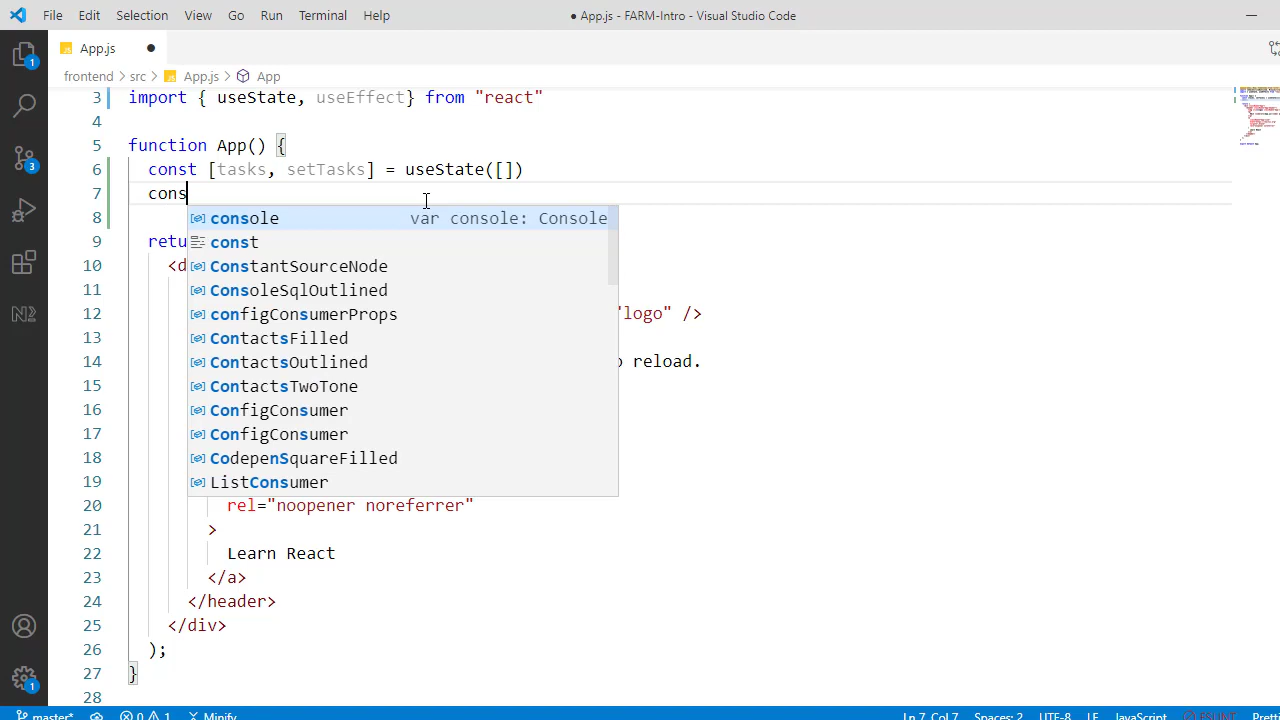 File Edit Selection View Go Run Terminal Help
● App.js - FARM-Intro - Visual Studio Code
App.js ●
frontend > src > App.js > App
3 import { useState, useEffect} from "react"
4
5 function App() {
6 const [tasks, setTasks] = useState([])
7 cons
8
console var console: Console
const
ConstantSourceNode
ConsoleSqlOutlined
configConsumerProps
ContactsFilled
ContactsOutlined
ContactsTwoTone
ConfigConsumer
ConfigConsumer
CodepenSquareFilled
ListConsumer
9 retu
10 <d
11
12 "logo" />
13
14 reload.
15
16
17
18
19
20 rel="noopener noreferrer"
21 >
22 Learn React
23 </a>
24 </header>
25 </div>
26 );
27 }
28
1
3
1
master* 0 1 Minify Ln 7, Col 7 Spaces: 2 UTF-8 LF JavaScript ESLINT Pretti